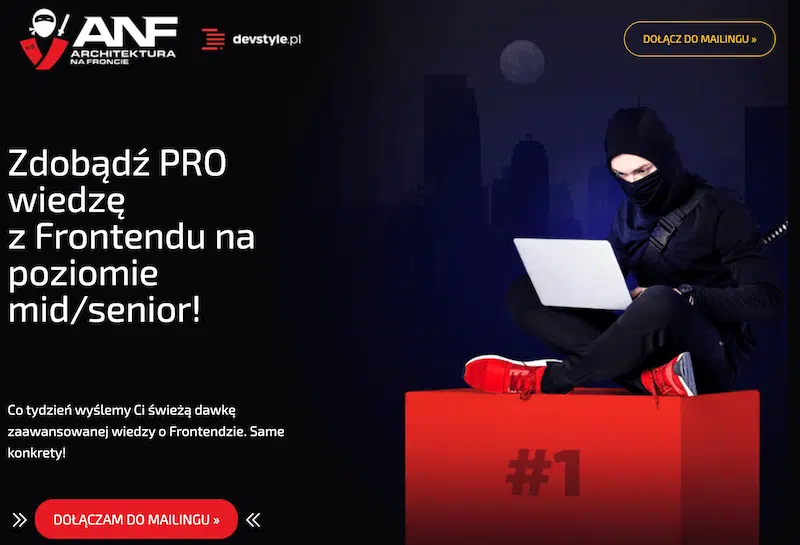 ANF
ARCHITEKTURA
NA FRONCIE
devstyle.pl
DOŁĄCZ DO MAILINGU »
Zdobądź PRO
wiedzę
z Frontendu na
poziomie
mid/senior!
Co tydzień wyślemy Ci świeżą dawkę
zaawansowanej wiedzy o Frontendzie. Same
konkrety!
DOŁĄCZAM DO MAILINGU »
#1